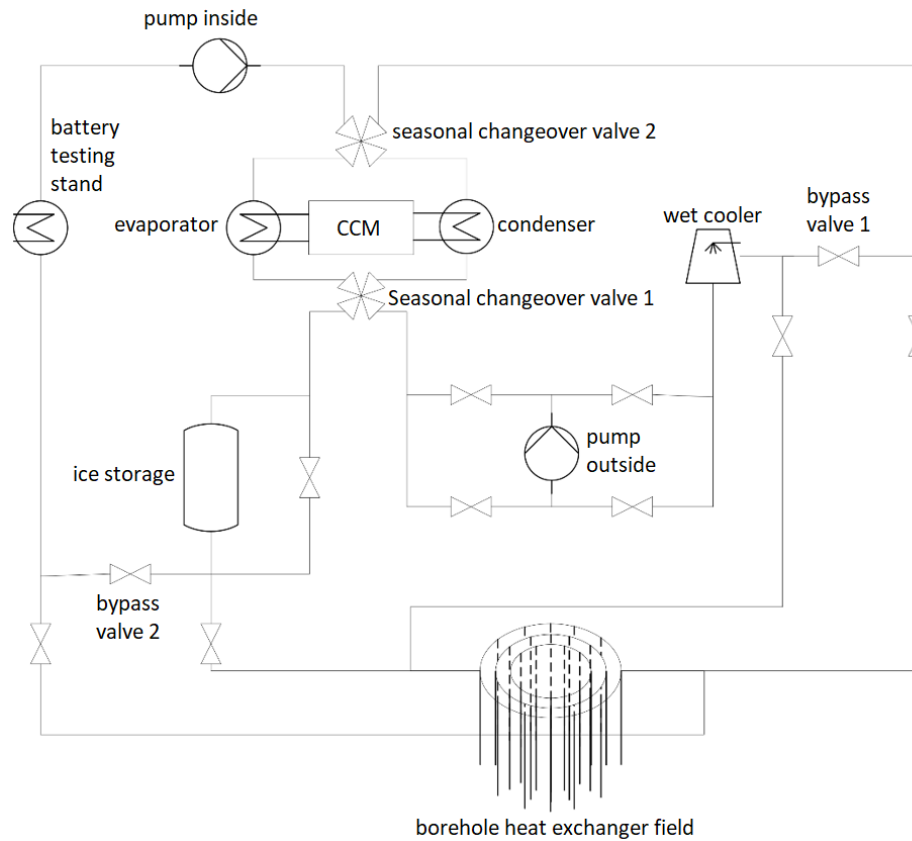 pump inside
battery
testing
stand
seasonal changeover valve 2
evaporator
CCM
condenser
wet cooler
bypass
valve 1
Seasonal changeover valve 1
ice storage
pump
outside
bypass
valve 2
borehole heat exchanger field